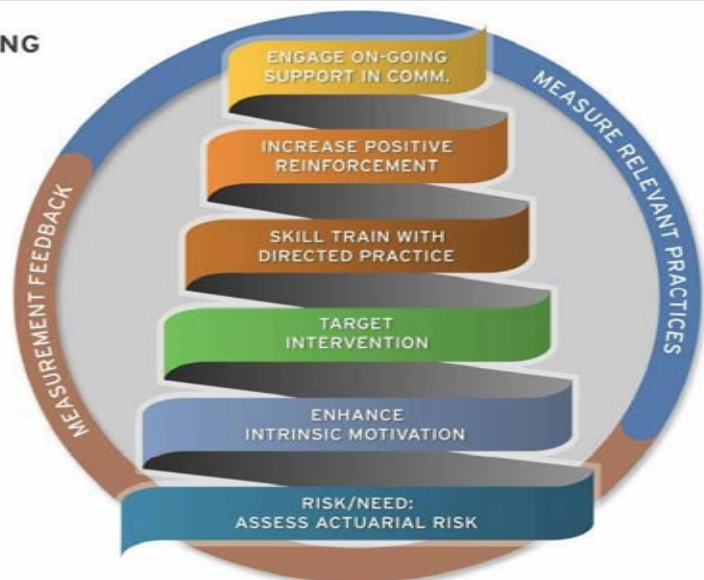 NG
ENGAGE ON-GOING
SUPPORT IN COMM.
INCREASE POSITIVE
REINFORCEMENT
SKILL TRAIN WITH
DIRECTED PRACTICE
TARGET
INTERVENTION
ENHANCE
INTRINSIC MOTIVATION
RISK/NEED:
ASSESS ACTUARIAL RISK
MEASUREMENT FEEDBACK
MEASURE RELEVANT PRACTICES